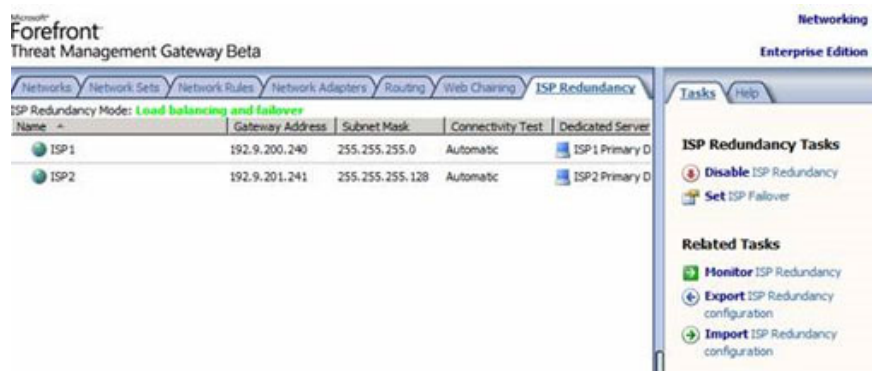 Microsoft®
Forefront
Threat Management Gateway Beta
Networking
Enterprise Edition
Networks Network Sets Network Rules Network Adapters Routing Web Chaining ISP Redundancy
ISP Redundancy Mode: Load balancing and failover
Name Gateway Address Subnet Mask Connectivity Test Dedicated Server
ISP1 192.9.200.240 255.255.255.0 Automatic ISP1 Primary D
ISP2 192.9.201.241 255.255.255.128 Automatic ISP2 Primary D
Tasks Help
ISP Redundancy Tasks
Disable ISP Redundancy
Set ISP Failover
Related Tasks
Monitor ISP Redundancy
Export ISP Redundancy
configuration
Import ISP Redundancy
configuration